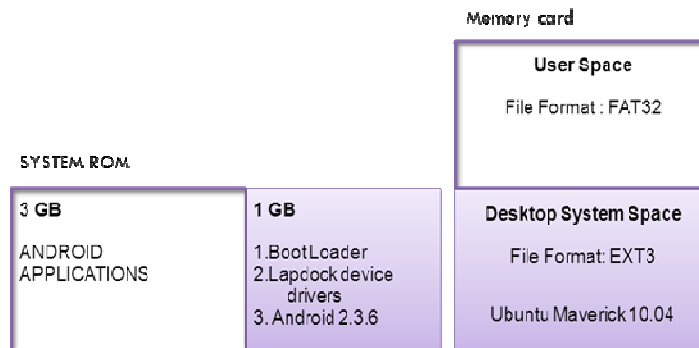 Memory card
User Space
File Format : FAT32
SYSTEM ROM
3 GB
ANDROID
APPLICATIONS
1 GB
1.BootLoader
2.Lapdock device
drivers
3. Android 2.3.6
Desktop System Space
File Format: EXT3
Ubuntu Maverick 10.04